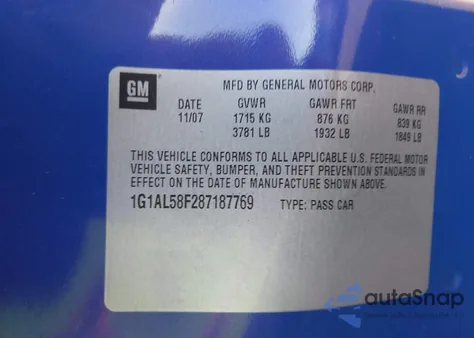 GM
MFD BY GENERAL MOTORS CORP.
DATE GVWR GAWR FRT GAWR RR
11/07 1715 KG 876 KG 839 KG
3781 LB 1932 LB 1849 LB
THIS VEHICLE CONFORMS TO ALL APPLICABLE U.S. FEDERAL MOTOR
VEHICLE SAFETY, BUMPER, AND THEFT PREVENTION STANDARDS IN
EFFECT ON THE DATE OF MANUFACTURE SHOWN ABOVE.
1G1AL58F287187769 TYPE: PASS CAR
autoSnap